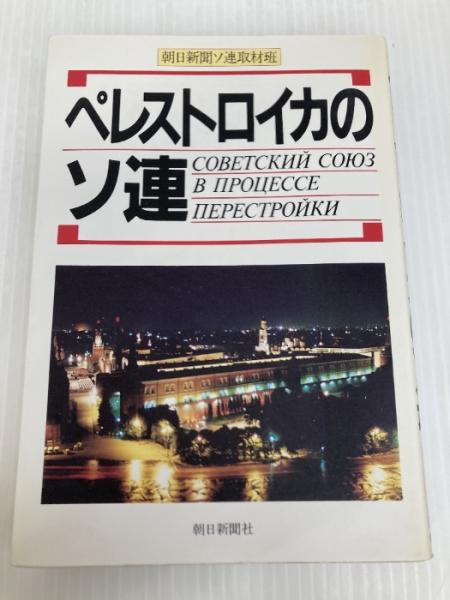 朝日新聞ソ連取材班
ペレストロイカの
ソ連
СОВЕТСКИЙ СОЮЗ
В ПРОЦЕССЕ
ПЕРЕСТРОЙКИ
朝日新聞社